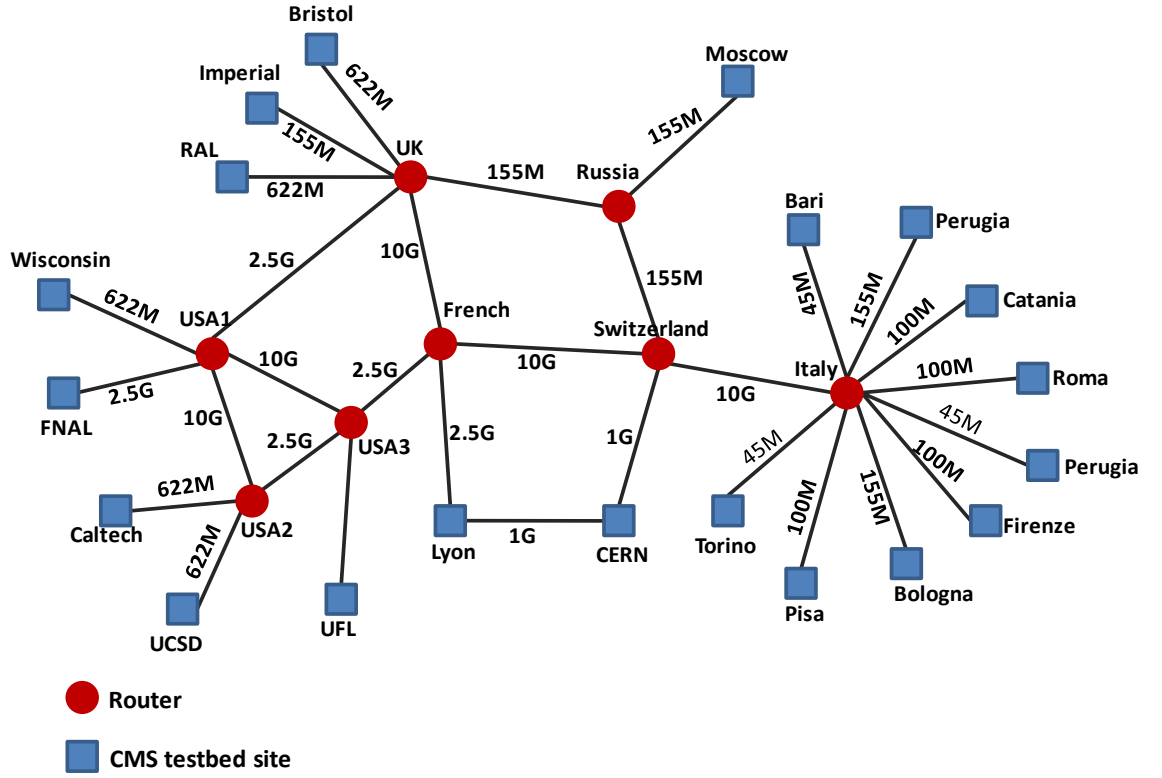 Bristol
622M
Imperial
155M
RAL
622M
UK
155M
Russia
155M
Moscow
2.5G
10G
155M
Wisconsin
622M
USA1
French
Switzerland
10G
10G
2.5G
FNAL
10G
2.5G
2.5G
USA3
2.5G
1G
10G
Italy
Bari
45M
Perugia
155M
Catania
100M
Roma
100M
45M
Perugia
100M
Firenze
155M
Bologna
100M
Pisa
45M
Torino
622M
Caltech
USA2
622M
UCSD
UFL
Lyon
1G
CERN
Router
CMS testbed site